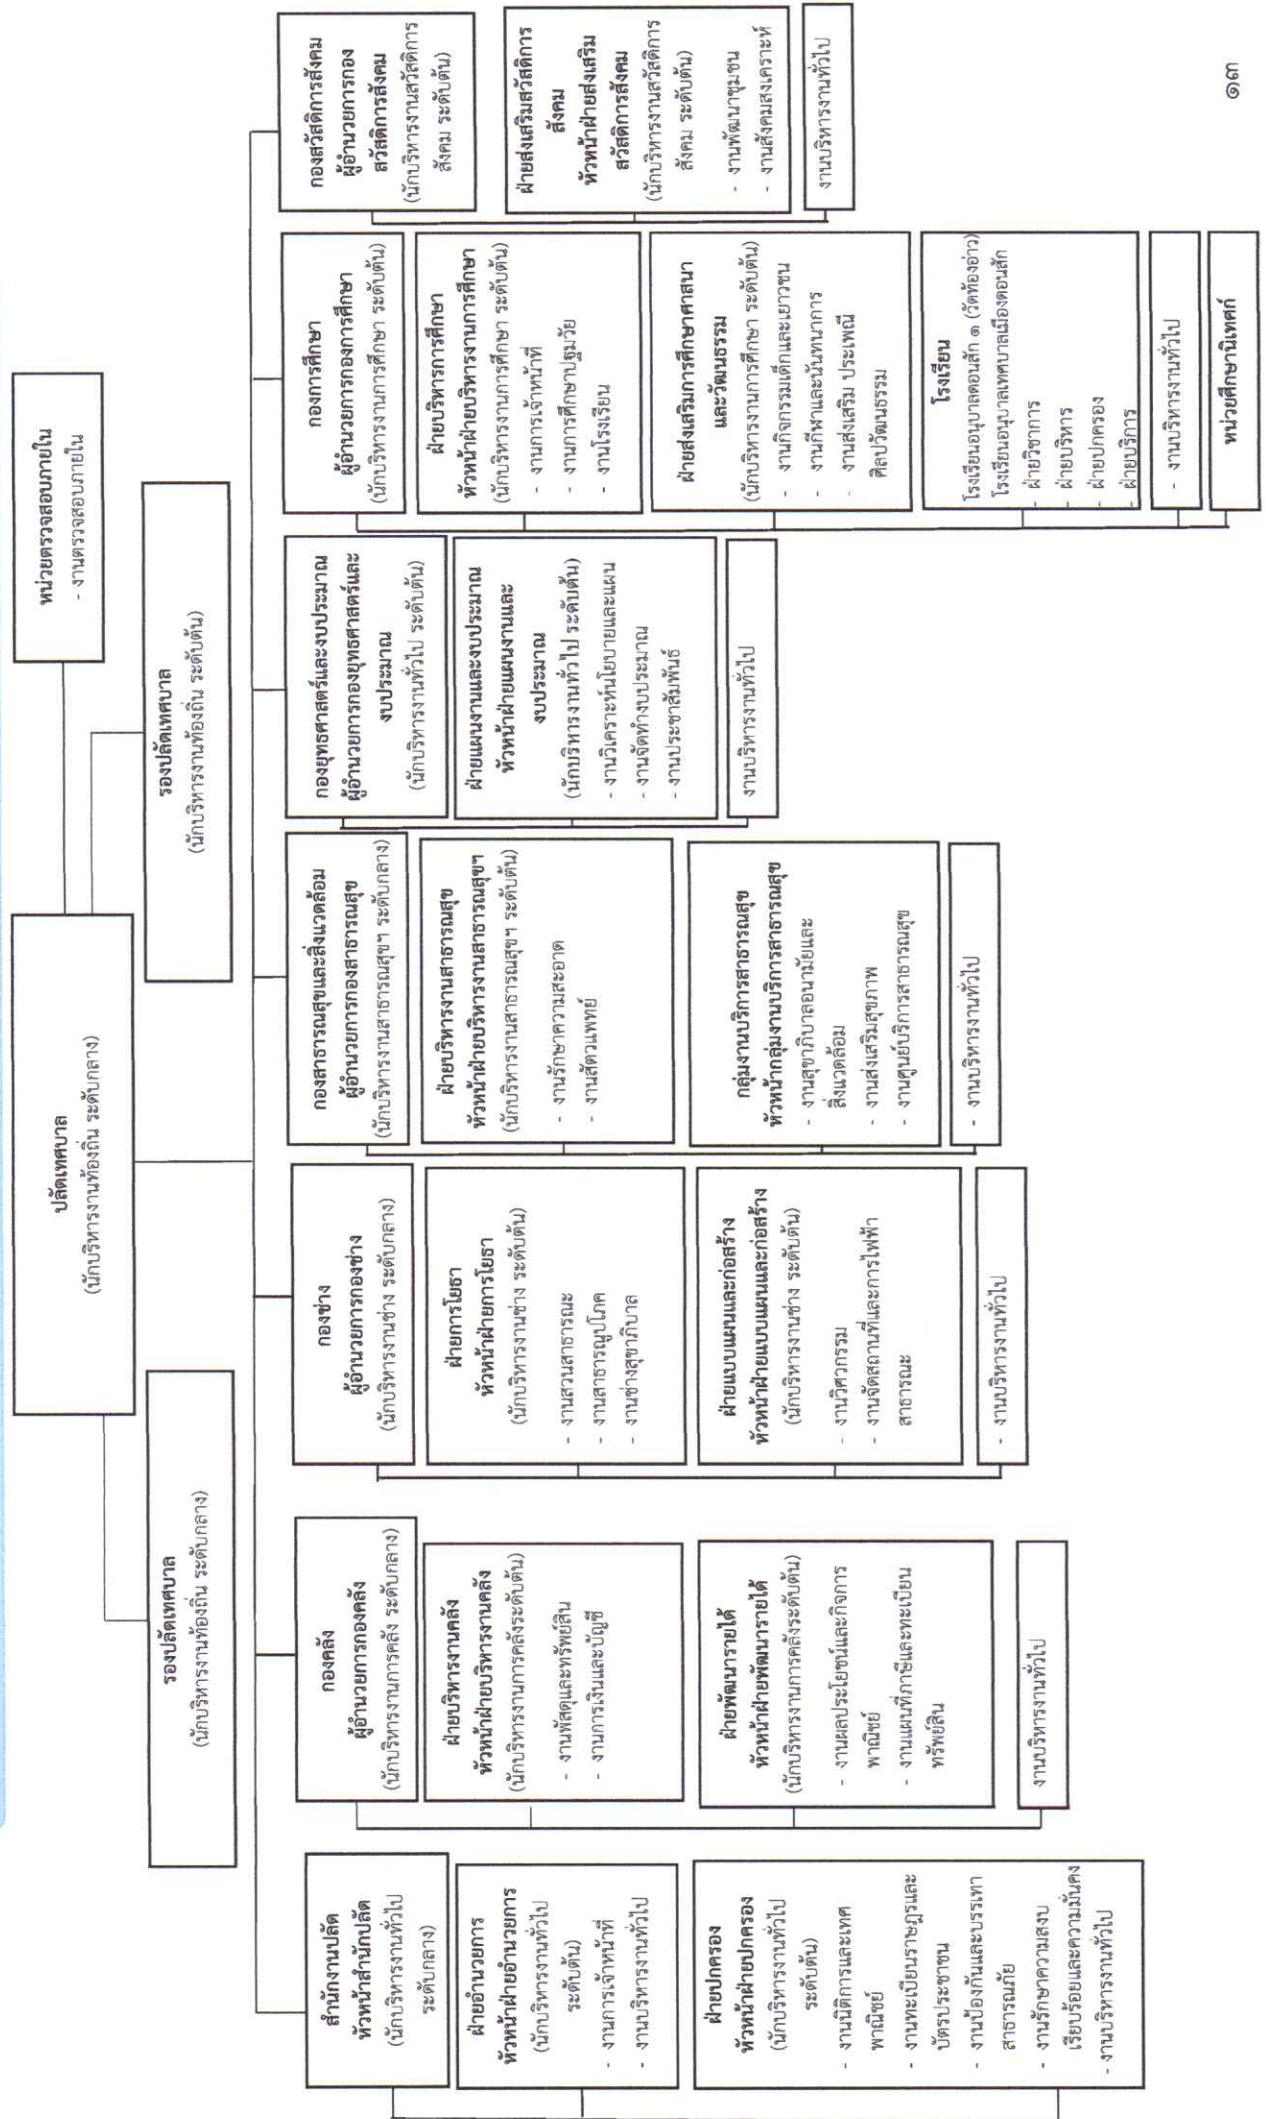 ปลัดเทศบาล
(นักบริหารงานท้องถิ่น ระดับกลาง)
หน่วยตรวจสอบภายใน
- งานตรวจสอบภายใน
รองปลัดเทศบาล
(นักบริหารงานท้องถิ่น ระดับกลาง)
รองปลัดเทศบาล
(นักบริหารงานท้องถิ่น ระดับต้น)
สำนักงานปลัด
หัวหน้าสำนักปลัด
(นักบริหารงานทั่วไป
ระดับกลาง)
ฝ่ายอำนวยการ
หัวหน้าฝ่ายอำนวยการ
(นักบริหารงานทั่วไป
ระดับต้น)
- งานการเจ้าหน้าที่
- งานบริหารงานทั่วไป
ฝ่ายปกครอง
หัวหน้าฝ่ายปกครอง
(นักบริหารงานทั่วไป
ระดับต้น)
- งานนิติการและเทศ
พาณิชย์
- งานทะเบียนราษฎรและ
บัตรประชาชน
- งานป้องกันและบรรเทา
สาธารณภัย
- งานรักษาความสงบ
เรียบร้อยและความมั่นคง
- งานบริหารงานทั่วไป
กองคลัง
ผู้อำนวยการกองคลัง
(นักบริหารงานการคลัง ระดับกลาง)
ฝ่ายบริหารงานคลัง
หัวหน้าฝ่ายบริหารงานคลัง
(นักบริหารงานการคลังระดับต้น)
- งานพัสดุและทรัพย์สิน
- งานการเงินและบัญชี
ฝ่ายพัฒนารายได้
หัวหน้าฝ่ายพัฒนารายได้
(นักบริหารงานการคลังระดับต้น)
- งานผลประโยชน์และกิจการ
พาณิชย์
- งานแผนที่ภาษีและทะเบียน
ทรัพย์สิน
งานบริหารงานทั่วไป
กองช่าง
ผู้อำนวยการกองช่าง
(นักบริหารงานช่าง ระดับกลาง)
ฝ่ายการโยธา
หัวหน้าฝ่ายการโยธา
(นักบริหารงานช่าง ระดับต้น)
- งานสวนสาธารณะ
- งานสาธารณูปโภค
- งานช่างสุขาภิบาล
ฝ่ายแบบแผนและก่อสร้าง
หัวหน้าฝ่ายแบบแผนและก่อสร้าง
(นักบริหารงานช่าง ระดับต้น)
- งานวิศวกรรม
- งานจัดสถานที่และการไฟฟ้า
สาธารณะ
- งานบริหารงานทั่วไป
กองสาธารณสุขและสิ่งแวดล้อม
ผู้อำนวยการกองสาธารณสุข
(นักบริหารงานสาธารณสุขฯ ระดับกลาง)
ฝ่ายบริหารงานสาธารณสุข
หัวหน้าฝ่ายบริหารงานสาธารณสุขฯ
(นักบริหารงานสาธารณสุขฯ ระดับต้น)
- งานรักษาความสะอาด
- งานสัตวแพทย์
กลุ่มงานบริการสาธารณสุข
หัวหน้ากลุ่มงานบริการสาธารณสุข
- งานสุขาภิบาลอนามัยและ
สิ่งแวดล้อม
- งานส่งเสริมสุขภาพ
- งานศูนย์บริการสาธารณสุข
- งานบริหารงานทั่วไป
กองยุทธศาสตร์และงบประมาณ
ผู้อำนวยการกองยุทธศาสตร์และ
งบประมาณ
(นักบริหารงานทั่วไป ระดับต้น)
ฝ่ายแผนงานและงบประมาณ
หัวหน้าฝ่ายแผนงานและ
งบประมาณ
(นักบริหารงานทั่วไป ระดับต้น)
- งานวิเคราะห์นโยบายและแผน
- งานจัดทำงบประมาณ
- งานประชาสัมพันธ์
งานบริหารงานทั่วไป
กองการศึกษา
ผู้อำนวยการกองการศึกษา
(นักบริหารงานการศึกษา ระดับต้น)
ฝ่ายบริหารการศึกษา
หัวหน้าฝ่ายบริหารงานการศึกษา
(นักบริหารงานการศึกษา ระดับต้น)
- งานการเจ้าหน้าที่
- งานการศึกษาปฐมวัย
- งานโรงเรียน
ฝ่ายส่งเสริมการศึกษาศาสนา
และวัฒนธรรม
(นักบริหารงานการศึกษา ระดับต้น)
- งานกิจกรรมเด็กและเยาวชน
- งานกีฬาและนันทนาการ
- งานส่งเสริม ประเพณี
ศิลปวัฒนธรรม
โรงเรียน
โรงเรียนอนุบาลดอนสัก ๑ (วัดท้องอ่าว)
โรงเรียนอนุบาลเทศบาลเมืองดอนสัก
- ฝ่ายวิชาการ
- ฝ่ายบริหาร
- ฝ่ายปกครอง
- ฝ่ายบริการ
- งานบริหารงานทั่วไป
หน่วยศึกษานิเทศก์
กองสวัสดิการสังคม
ผู้อำนวยการกอง
สวัสดิการสังคม
(นักบริหารงานสวัสดิการ
สังคม ระดับต้น)
ฝ่ายส่งเสริมสวัสดิการ
สังคม
หัวหน้าฝ่ายส่งเสริม
สวัสดิการสังคม
(นักบริหารงานสวัสดิการ
สังคม ระดับต้น)
- งานพัฒนาชุมชน
- งานสังคมสงเคราะห์
งานบริหารงานทั่วไป
๑๓